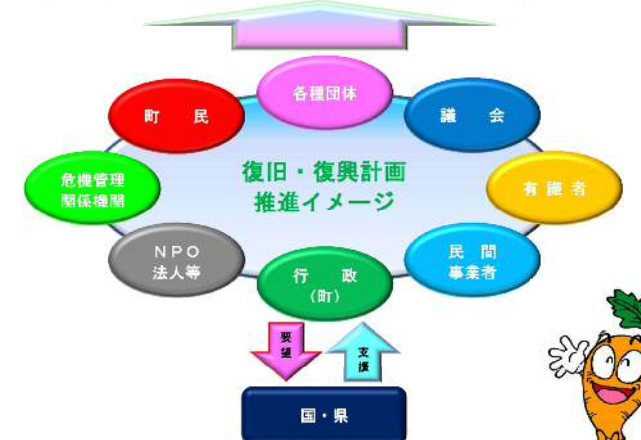 各種団体
町　民
議　会
危機管理
関係機関
復旧・復興計画
推進イメージ
有 識 者
ＮＰＯ
法人等
民 間
事業者
行　政
(町)
要望
支援
国・県